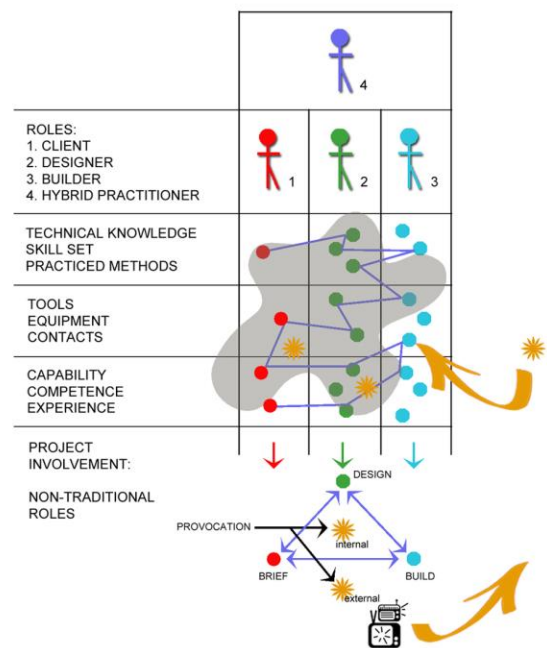 4
ROLES:
1. CLIENT
2. DESIGNER
3. BUILDER
4. HYBRID PRACTITIONER
1
2
3
TECHNICAL KNOWLEDGE
SKILL SET
PRACTICED METHODS
TOOLS
EQUIPMENT
CONTACTS
CAPABILITY
COMPETENCE
EXPERIENCE
PROJECT
INVOLVEMENT:
NON-TRADITIONAL
ROLES
DESIGN
PROVOCATION
internal
BRIEF
BUILD
external